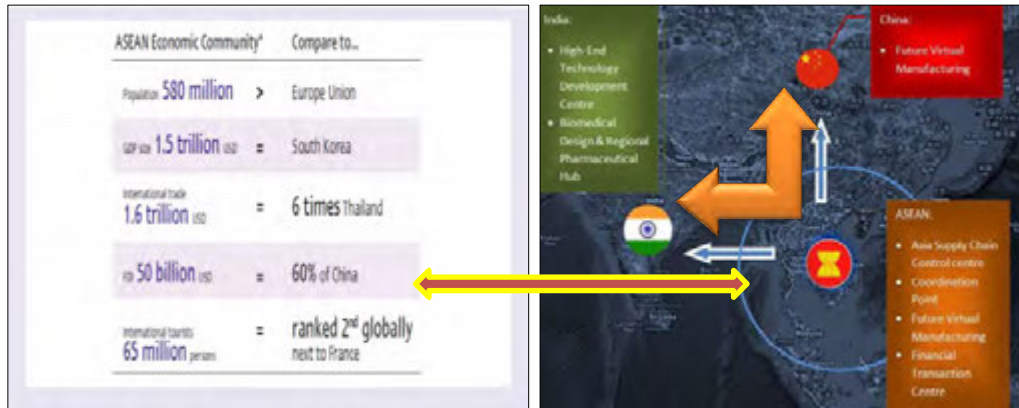 ASEAN Economic Community* Compare to...
Population 580 million > Europe Union
GDP size 1.5 trillion USD = South Korea
International trade
1.6 trillion USD = 6 times Thailand
FDI 50 billion USD = 60% of China
International tourists
65 million persons = ranked 2nd globally
next to France
India:
• High-End
Technology
Development
Centre
• Biomedical
Design & Regional
Pharmaceutical
Hub
China:
• Future Virtual
Manufacturing
ASEAN:
• Asia Supply Chain
Control centre
• Coordination
Point
• Future Virtual
Manufacturing
• Financial
Transaction
Centre